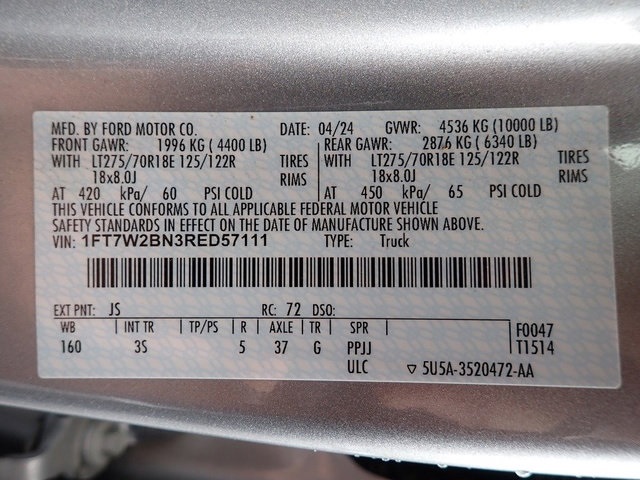 MFD. BY FORD MOTOR CO. DATE: 04/24 GVWR: 4536 KG (10000 LB)
FRONT GAWR: 1996 KG ( 4400 LB) REAR GAWR: 2876 KG ( 6340 LB)
WITH LT275/70R18E 125/122R TIRES WITH LT275/70R18E 125/122R TIRES
18x8.0J RIMS 18x8.0J RIMS
AT 420 kPa/ 60 PSI COLD AT 450 kPa/ 65 PSI COLD
THIS VEHICLE CONFORMS TO ALL APPLICABLE FEDERAL MOTOR VEHICLE
SAFETY STANDARDS IN EFFECT ON THE DATE OF MANUFACTURE SHOWN ABOVE.
VIN: 1FT7W2BN3RED57111 TYPE: Truck
EXT PNT: JS RC: 72 DSO:
WB INT TR TP/PS R AXLE TR SPR F0047
160 3S 5 37 G PPJJ T1514
ULC ▽ 5U5A-3520472-AA